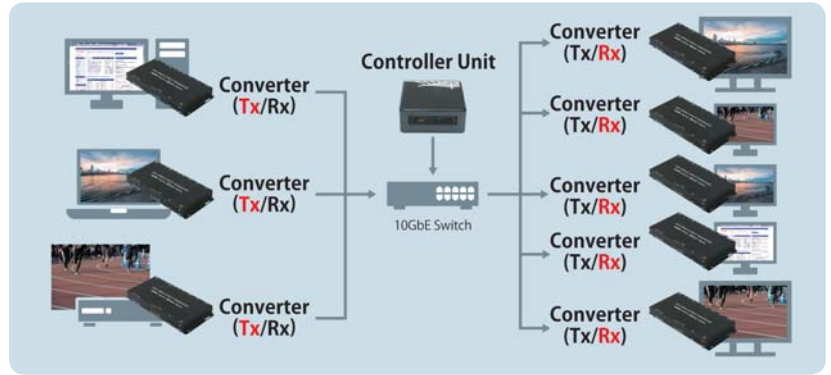 Converter
(Tx/Rx)
Converter
(Tx/Rx)
Converter
(Tx/Rx)
Controller Unit
10GbE Switch
Converter
(Tx/Rx)
Converter
(Tx/Rx)
Converter
(Tx/Rx)
Converter
(Tx/Rx)
Converter
(Tx/Rx)